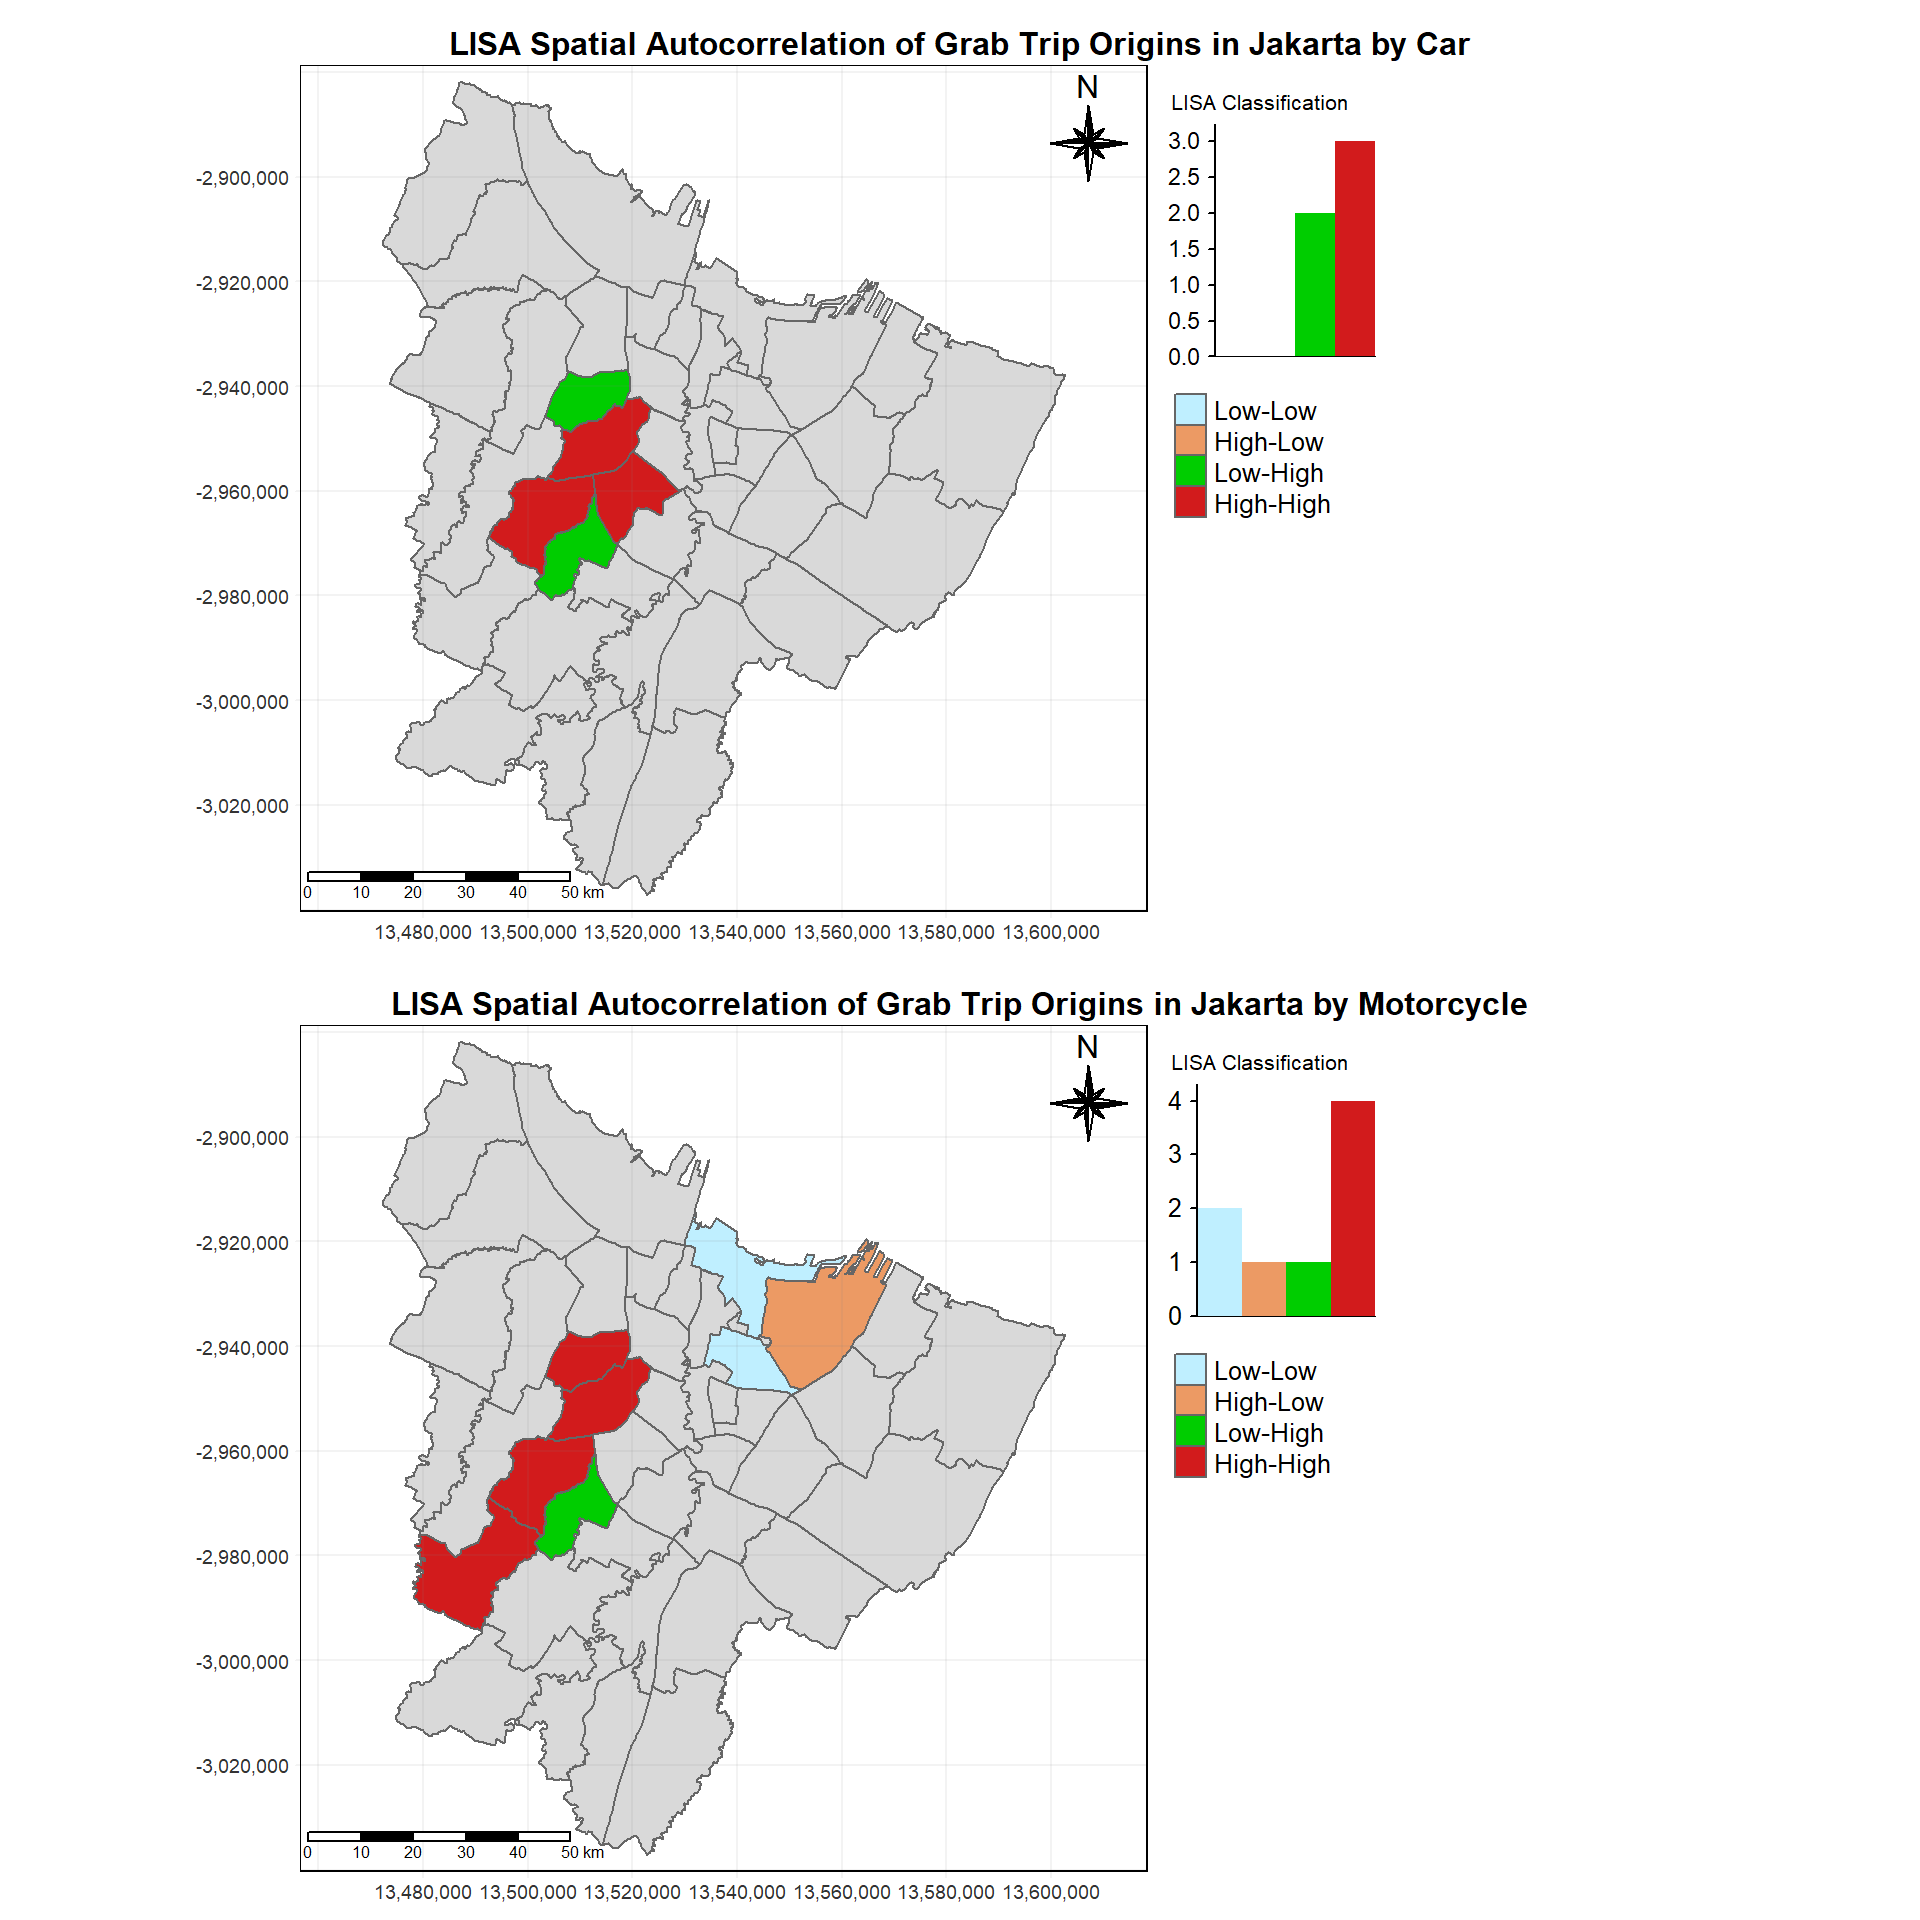 LISA Spatial Autocorrelation of Grab Trip Origins in Jakarta by Car
N
LISA Classification
3.0
2.5
2.0
1.5
1.0
0.5
0.0
Low-Low
High-Low
Low-High
High-High
-2,900,000
-2,920,000
-2,940,000
-2,960,000
-2,980,000
-3,000,000
-3,020,000
0 10 20 30 40 50 km
13,480,000 13,500,000 13,520,000 13,540,000 13,560,000 13,580,000 13,600,000
LISA Spatial Autocorrelation of Grab Trip Origins in Jakarta by Motorcycle
N
LISA Classification
4
3
2
1
0
Low-Low
High-Low
Low-High
High-High
-2,900,000
-2,920,000
-2,940,000
-2,960,000
-2,980,000
-3,000,000
-3,020,000
0 10 20 30 40 50 km
13,480,000 13,500,000 13,520,000 13,540,000 13,560,000 13,580,000 13,600,000